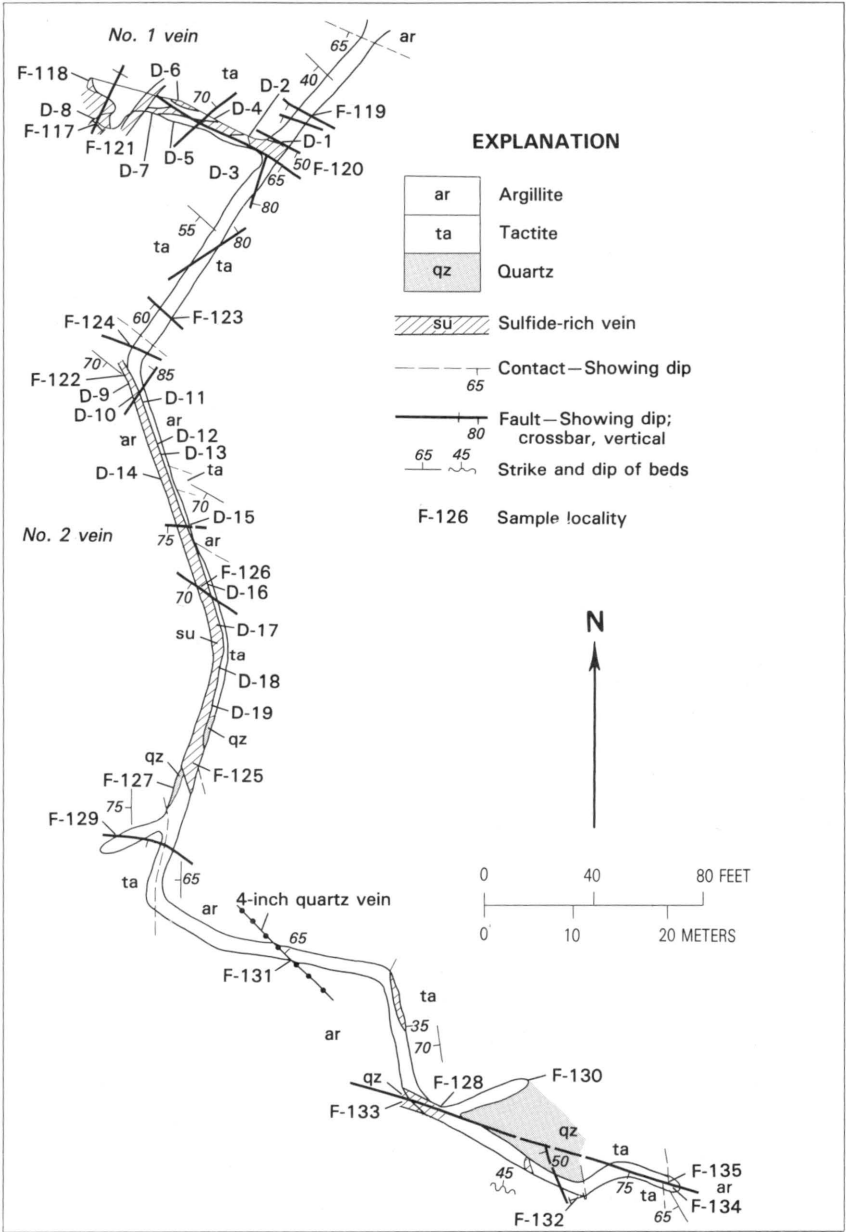 No. 1 vein
ar
65
F-118
D-6
ta
D-2
40
70
D-4
F-119
D-8
F-117
D-1
F-121
D-5
50
F-120
D-7
D-3
65
80
55
ta
80
ta
60
F-123
F-124
70
85
F-122
D-9
D-11
D-10
ar
ar
D-12
D-13
D-14
ta
70
D-15
No. 2 vein
75
ar
F-126
70
D-16
su
D-17
ta
D-18
D-19
qz
qz
F-127
F-125
75
F-129
ta
65
ar
4-inch quartz vein
65
F-131
ta
35
ar
70
qz
F-128
F-130
F-133
qz
ta
50
45
F-135
75
ta
ar
F-134
65
F-132
EXPLANATION
ar Argillite
ta Tactite
qz Quartz
su Sulfide-rich vein
Contact—Showing dip
65
Fault—Showing dip;
80 crossbar, vertical
65 45
Strike and dip of beds
F-126 Sample locality
N
0 40 80 FEET
0 10 20 METERS